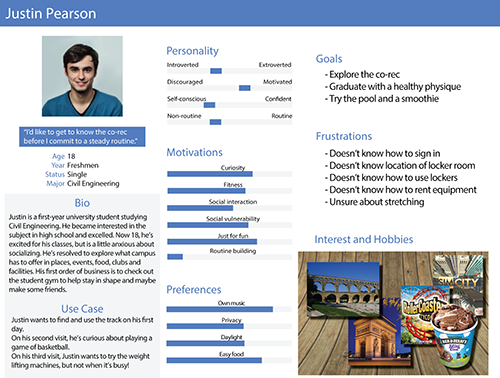 Justin Pearson
"I'd like to get to know the co-rec
before I commit to a steady routine."
Age 18
Year Freshmen
Status Single
Major Civil Engineering
Bio
Justin is a first-year university student studying
Civil Engineering. He became interested in the
subject in high school and excelled. Now 18, he's
excited for his classes, but is a little anxious about
socializing. He's resolved to explore what campus
has to offer in places, events, food, clubs and
facilities. His first order of business is to check out
the student gym to help stay in shape and maybe
make some friends.
Use Case
Justin wants to find and use the track on his first
day.
On his second visit, he's curious about playing a
game of basketball.
On his third visit, Justin wants to try the weight
lifting machines, but not when it's busy!
Personality
Introverted Extroverted
Discouraged Motivated
Self-conscious Confident
Non-routine Routine
Motivations
Curiosity
Fitness
Social interaction
Social vulnerability
Just for fun
Routine building
Preferences
Own music
Privacy
Daylight
Easy food
Goals
- Explore the co-rec
- Graduate with a healthy physique
- Try the pool and a smoothie
Frustrations
- Doesn't know how to sign in
- Doesn't know location of locker room
- Doesn't know how to use lockers
- Doesn't know how to rent equipment
- Unsure about stretching
Interest and Hobbies
SIM CITY
RollerCoaster
TYCOON
BEN & JERRY'S